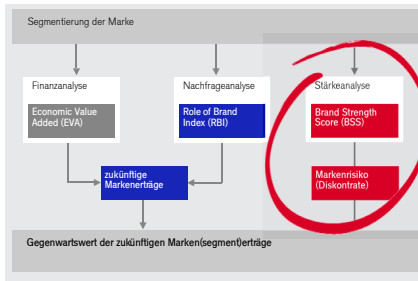 Segmentierung der Marke
Finanzanalyse
Nachfrageanalyse
Stärkeanalyse
Economic Value
Added (EVA)
Role of Brand
Index (RBI)
Brand Strength
Score (BSS)
zukünftige
Markenerträge
Markenrisiko
(Diskontrate)
Gegenwartswert der zukünftigen Marken(segment)erträge